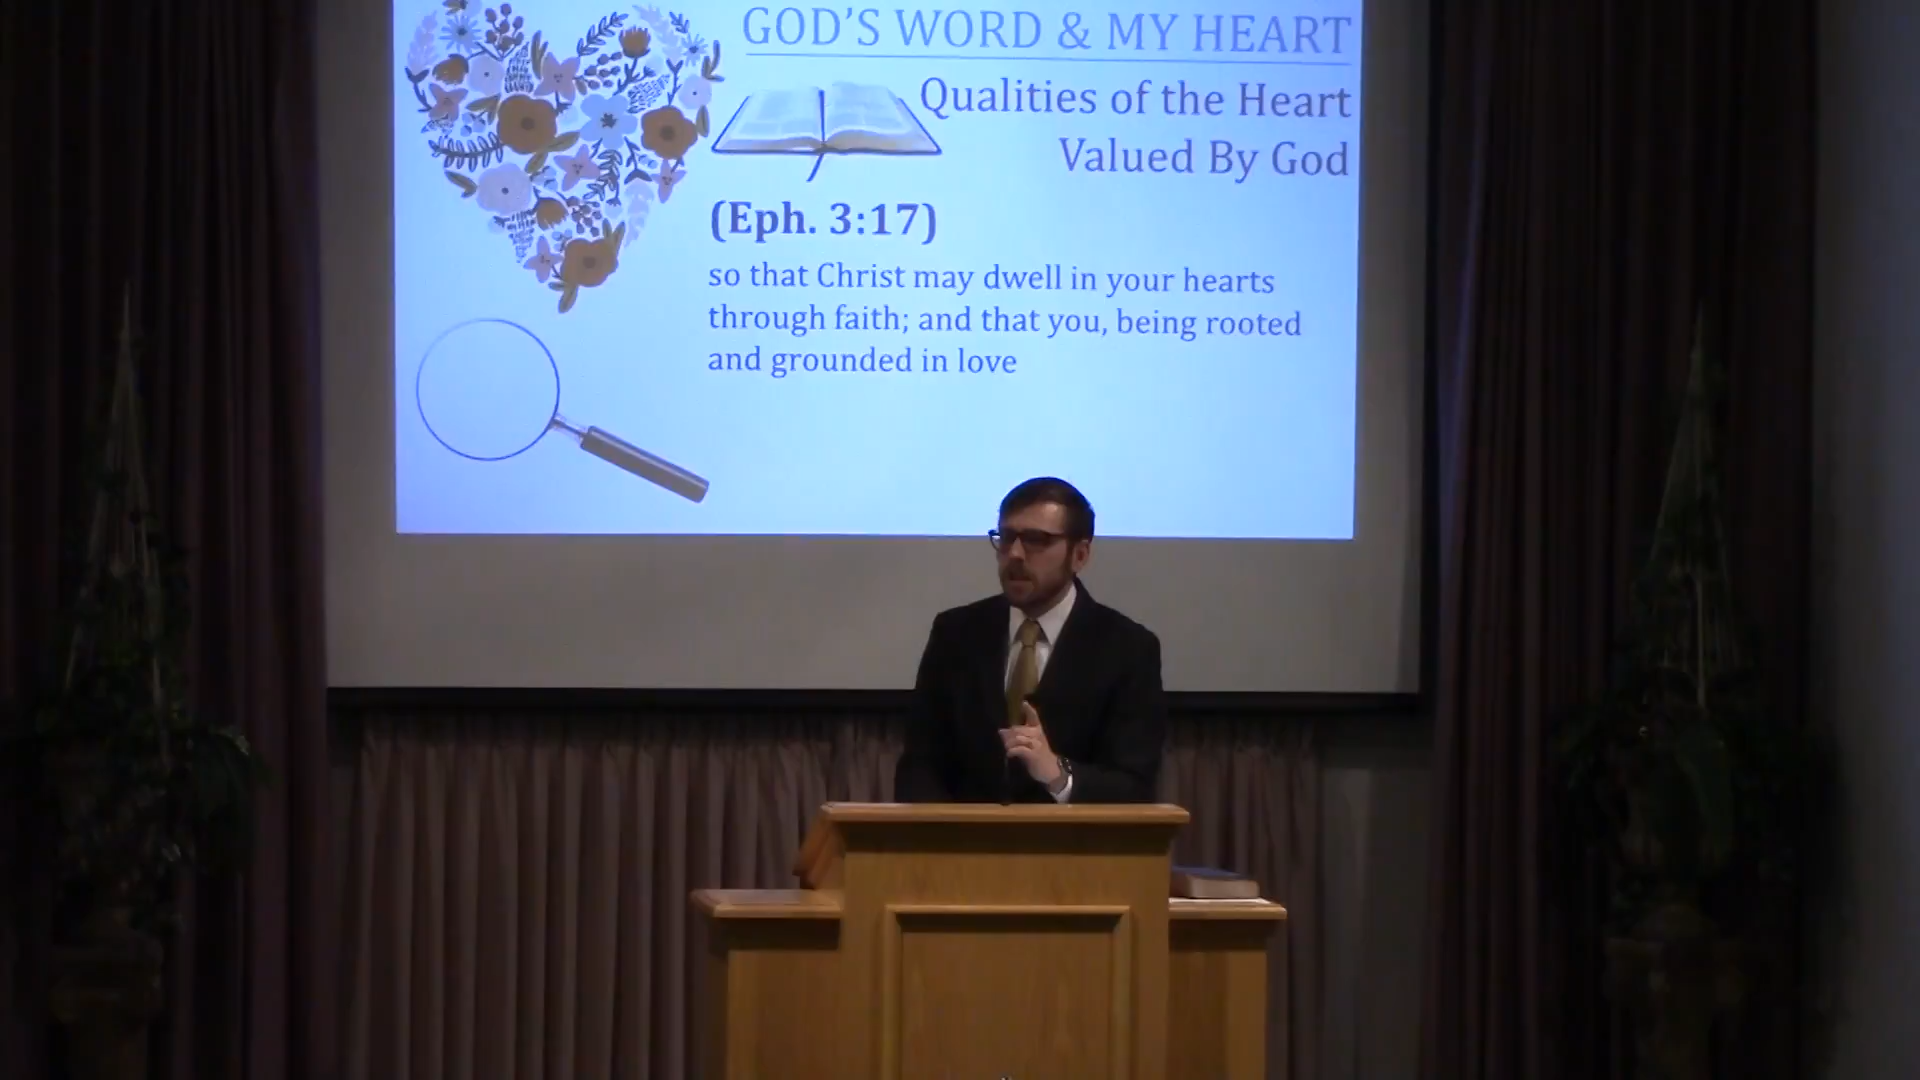 GOD'S WORD & MY HEART
Qualities of the Heart
Valued By God
(Eph. 3:17)
so that Christ may dwell in your hearts
through faith; and that you, being rooted
and grounded in love